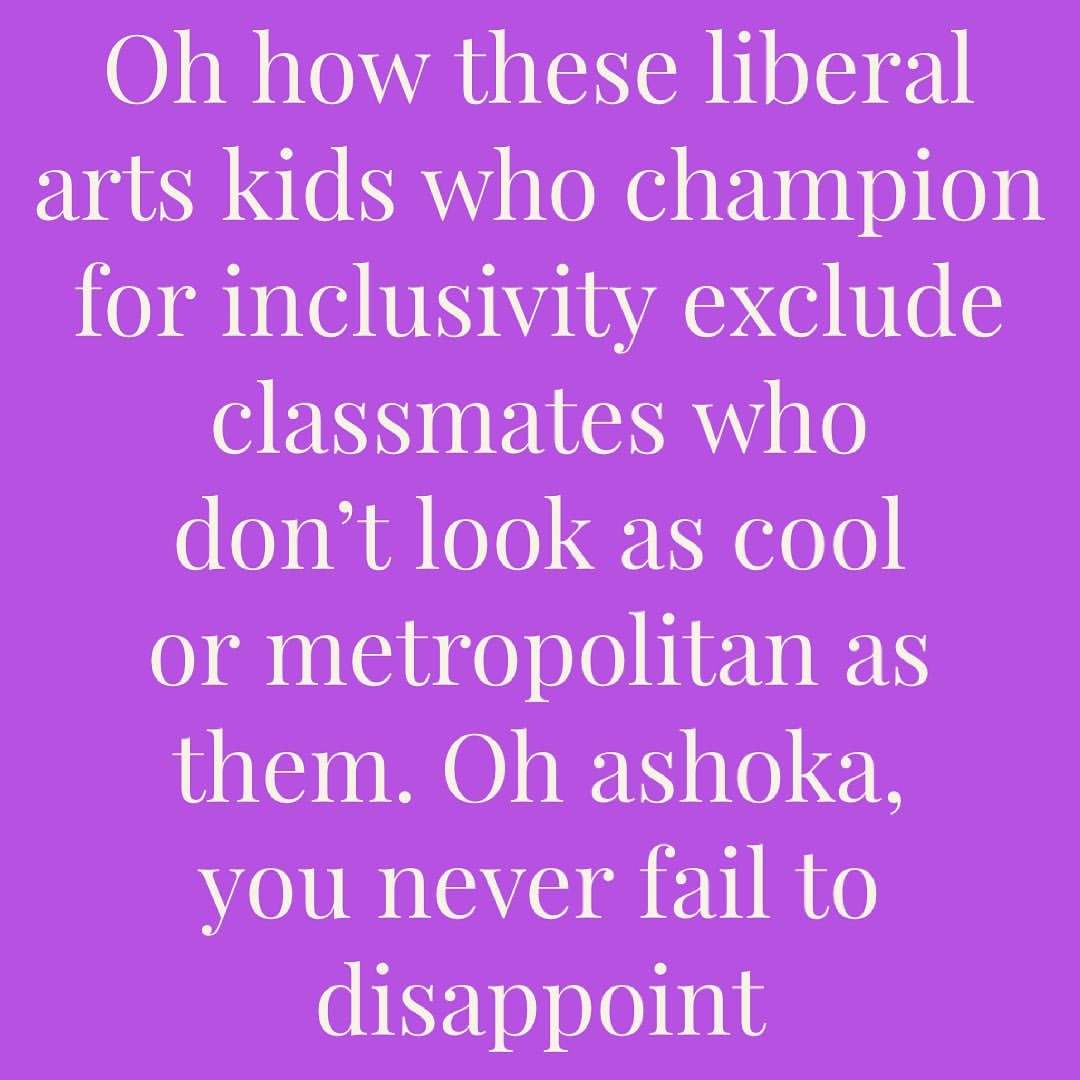 Oh how these liberal
arts kids who champion
for inclusivity exclude
classmates who
don’t look as cool
or metropolitan as
them. Oh ashoka,
you never fail to
disappoint